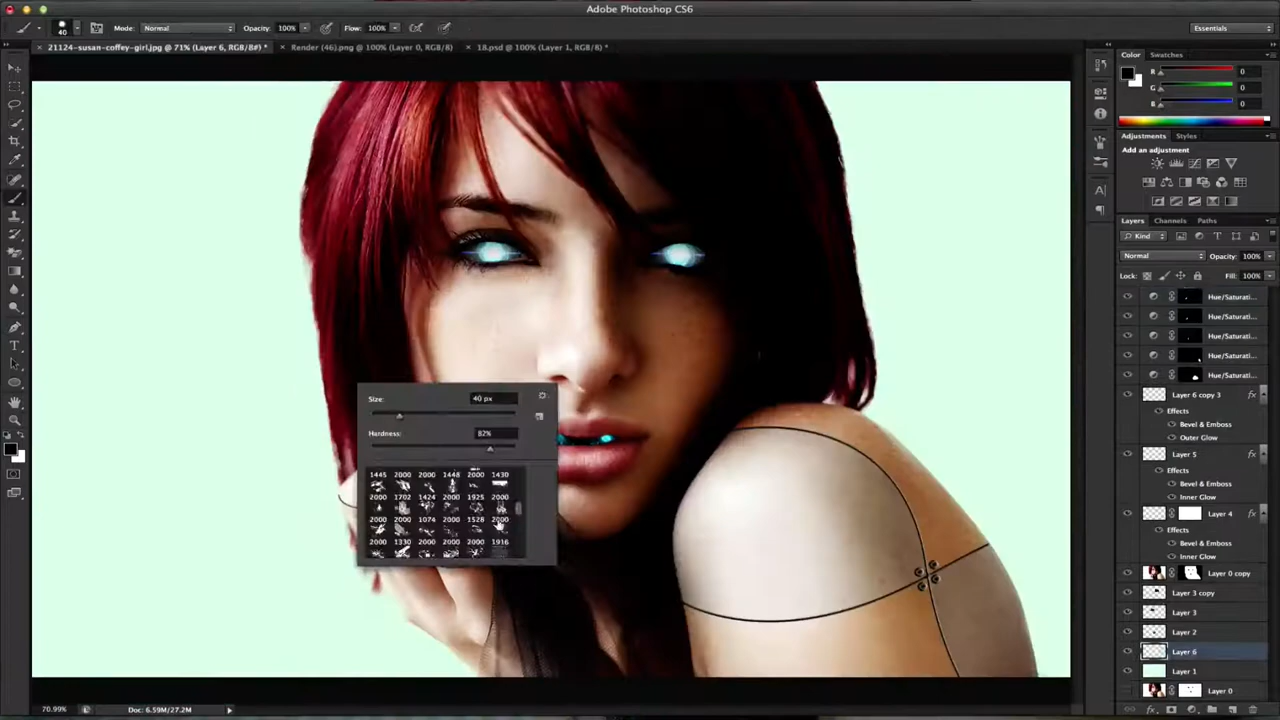 Adobe Photoshop CS6
40
Mode: Normal
Opacity: 100%
Flow: 100%
Essentials
21124-susan-coffey-girl.jpg @ 71% (Layer 6, RGB/8#) *
Render (46).png @ 100% (Layer 0, RGB/8)
18.psd @ 100% (Layer 1, RGB/8) *
Color Swatches
R 0
G 0
B 0
Adjustments Styles
Add an adjustment
Layers Channels Paths
Kind
Normal Opacity: 100%
Lock: Fill: 100%
Hue/Saturati...
Hue/Saturati...
Hue/Saturati...
Hue/Saturati...
Hue/Saturati...
Layer 6 copy 3 fx
Effects
Bevel & Emboss
Outer Glow
Layer 5 fx
Effects
Bevel & Emboss
Inner Glow
Layer 4 fx
Effects
Bevel & Emboss
Inner Glow
Layer 0 copy
Layer 3 copy
Layer 3
Layer 2
Layer 6
Layer 1
Layer 0
Size: 40 px
Hardness: 82%
1445 2000 2000 1448 2000 1430
2000 1702 1424 2000 1925 2000
2000 2000 1074 2000 1528 2000
2000 1330 2000 2000 2000 1916
70.99% Doc: 6.59M/27.2M